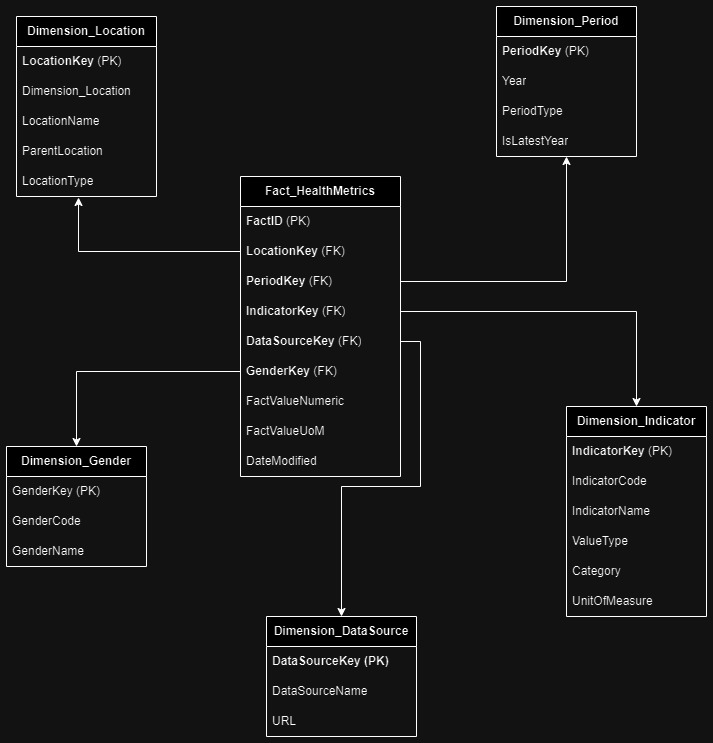 Dimension_Location
LocationKey (PK)
Dimension_Location
LocationName
ParentLocation
LocationType
Dimension_Period
PeriodKey (PK)
Year
PeriodType
IsLatestYear
Fact_HealthMetrics
FactID (PK)
LocationKey (FK)
PeriodKey (FK)
IndicatorKey (FK)
DataSourceKey (FK)
GenderKey (FK)
FactValueNumeric
FactValueUoM
DateModified
Dimension_Gender
GenderKey (PK)
GenderCode
GenderName
Dimension_Indicator
IndicatorKey (PK)
IndicatorCode
IndicatorName
ValueType
Category
UnitOfMeasure
Dimension_DataSource
DataSourceKey (PK)
DataSourceName
URL